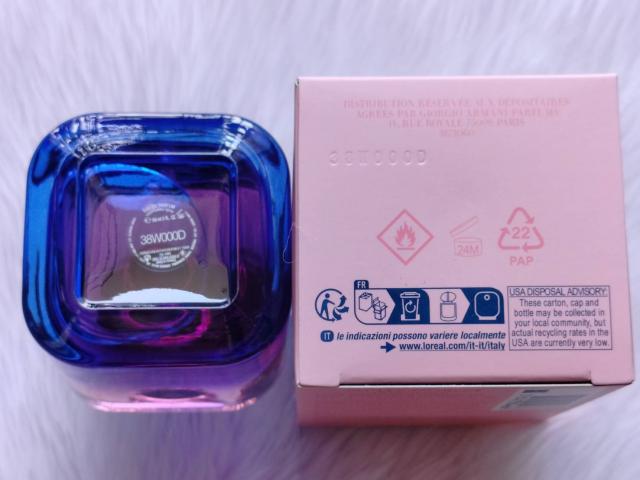 38W000D
DISTRIBUTION RESERVÉE AUX DÉPOSITAIRES
AGRÉÉS PAR GIORGIO ARMANI PARFUMS
RUE ROYALE 75008 PARIS
38W000D
24M
22
PAP
FR
IT le indicazioni possono variere localmente
www.loreal.com/it-it/italy
USA DISPOSAL ADVISORY:
These carton, cap and
bottle may be collected in
your local community, but
actual recycling rates in the
USA are currently very low.